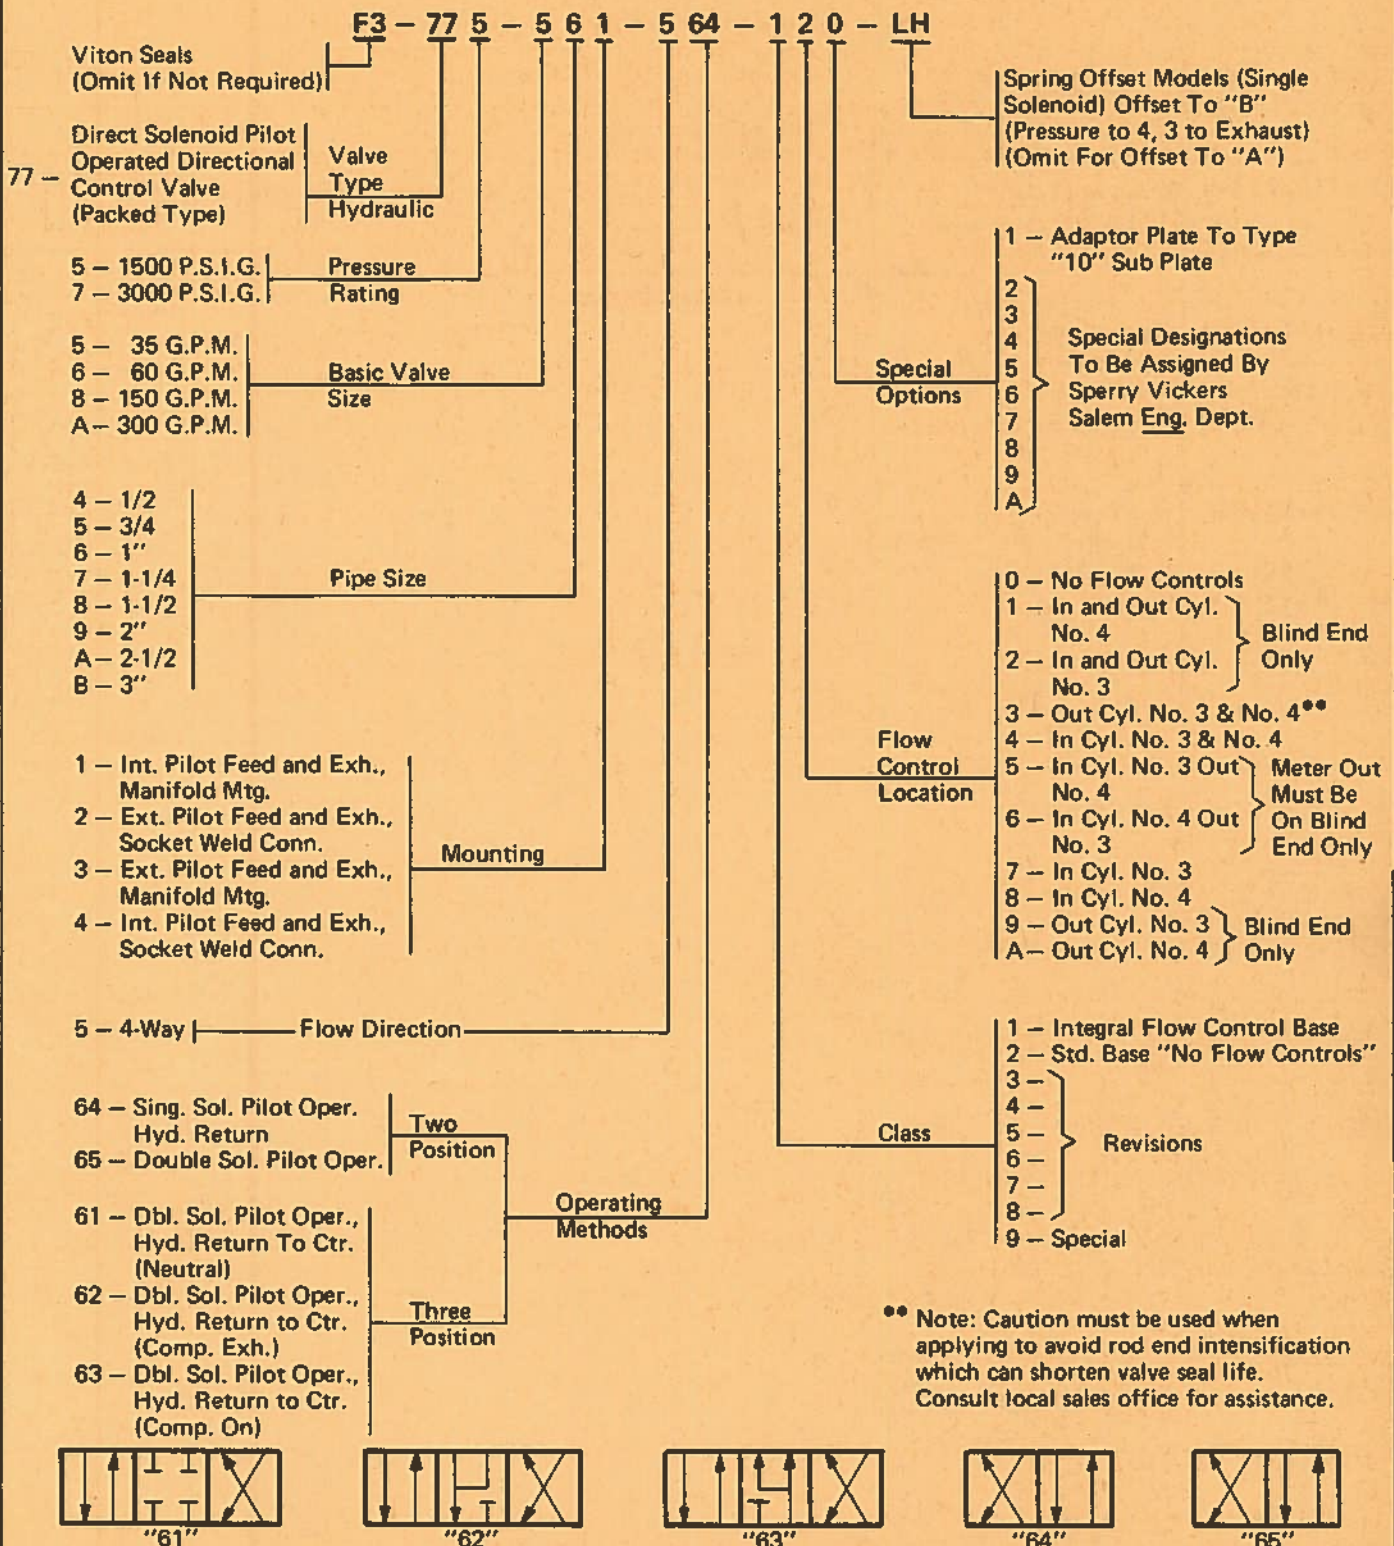 F3 – 77 5 – 5 6 1 – 5 64 – 1 2 0 – LH
Viton Seals
(Omit If Not Required)
77 –
Direct Solenoid Pilot
Operated Directional
Control Valve
(Packed Type)
Valve
Type
Hydraulic
5 – 1500 P.S.I.G.
7 – 3000 P.S.I.G.
Pressure
Rating
5 – 35 G.P.M.
6 – 60 G.P.M.
8 – 150 G.P.M.
A – 300 G.P.M.
Basic Valve
Size
4 – 1/2
5 – 3/4
6 – 1"
7 – 1-1/4
8 – 1-1/2
9 – 2"
A – 2-1/2
B – 3"
Pipe Size
1 – Int. Pilot Feed and Exh.,
Manifold Mtg.
2 – Ext. Pilot Feed and Exh.,
Socket Weld Conn.
3 – Ext. Pilot Feed and Exh.,
Manifold Mtg.
4 – Int. Pilot Feed and Exh.,
Socket Weld Conn.
Mounting
5 – 4-Way
Flow Direction
64 – Sing. Sol. Pilot Oper.
Hyd. Return
65 – Double Sol. Pilot Oper.
Two
Position
61 – Dbl. Sol. Pilot Oper.,
Hyd. Return To Ctr.
(Neutral)
62 – Dbl. Sol. Pilot Oper.,
Hyd. Return to Ctr.
(Comp. Exh.)
63 – Dbl. Sol. Pilot Oper.,
Hyd. Return to Ctr.
(Comp. On)
Three
Position
Operating
Methods
Spring Offset Models (Single
Solenoid) Offset To "B"
(Pressure to 4, 3 to Exhaust)
(Omit For Offset To "A")
1 – Adaptor Plate To Type
"10" Sub Plate
2
3
4
5
6
7
8
9
A
Special Designations
To Be Assigned By
Sperry Vickers
Salem Eng. Dept.
Special
Options
0 – No Flow Controls
1 – In and Out Cyl.
No. 4
2 – In and Out Cyl.
No. 3
Blind End
Only
3 – Out Cyl. No. 3 & No. 4••
4 – In Cyl. No. 3 & No. 4
5 – In Cyl. No. 3 Out
No. 4
6 – In Cyl. No. 4 Out
No. 3
Meter Out
Must Be
On Blind
End Only
7 – In Cyl. No. 3
8 – In Cyl. No. 4
9 – Out Cyl. No. 3
A – Out Cyl. No. 4
Blind End
Only
Flow
Control
Location
1 – Integral Flow Control Base
2 – Std. Base "No Flow Controls"
3 –
4 –
5 –
6 –
7 –
8 –
Revisions
9 – Special
Class
•• Note: Caution must be used when
applying to avoid rod end intensification
which can shorten valve seal life.
Consult local sales office for assistance.
"61"
"62"
"63"
"64"
"65"